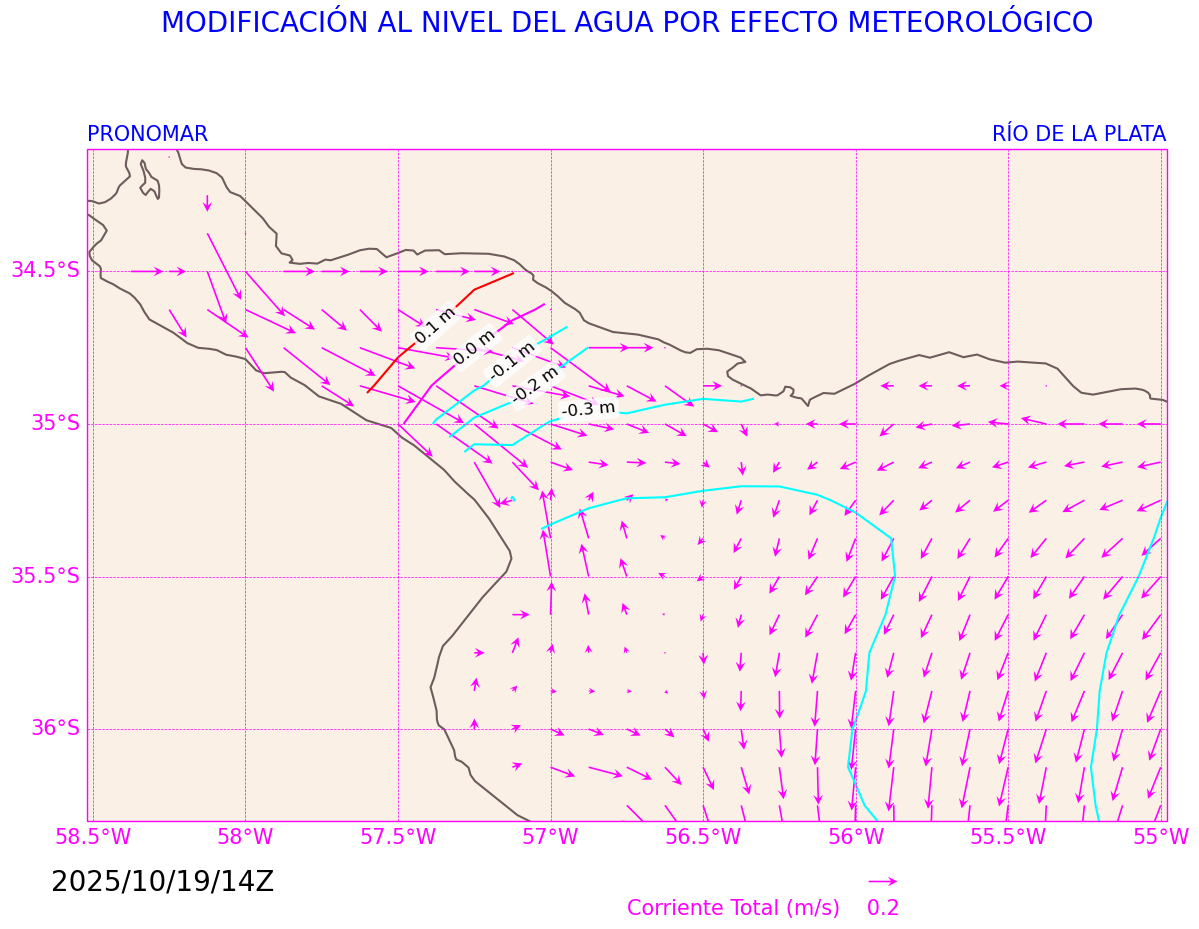 MODIFICACIÓN AL NIVEL DEL AGUA POR EFECTO METEOROLÓGICO
PRONOMAR
RÍO DE LA PLATA
34.5°S
35°S
35.5°S
36°S
0.1 m
0.0 m
-0.1 m
-0.2 m
-0.3 m
58.5°W
58°W
57.5°W
57°W
56.5°W
56°W
55.5°W
55°W
2025/10/19/14Z
Corriente Total (m/s) 0.2